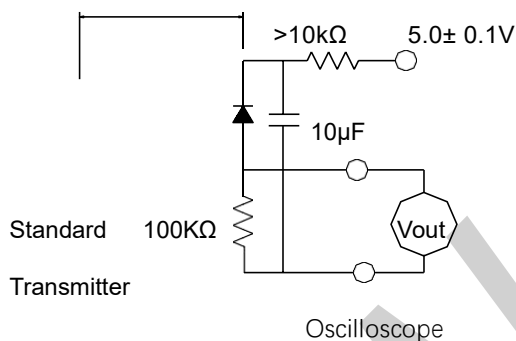 >10kΩ 5.0± 0.1V
10μF
Standard 100KΩ Vout
Transmitter
Oscilloscope